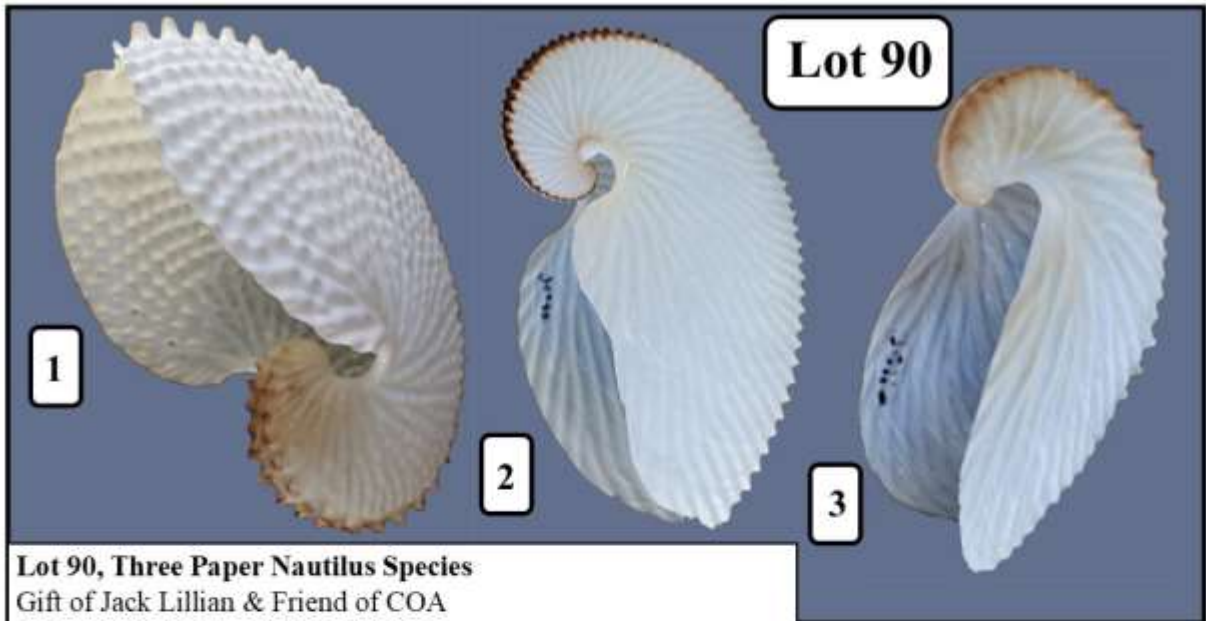 Lot 90
1
2
3
Lot 90, Three Paper Nautilus Species
Gift of Jack Lillian & Friend of COA